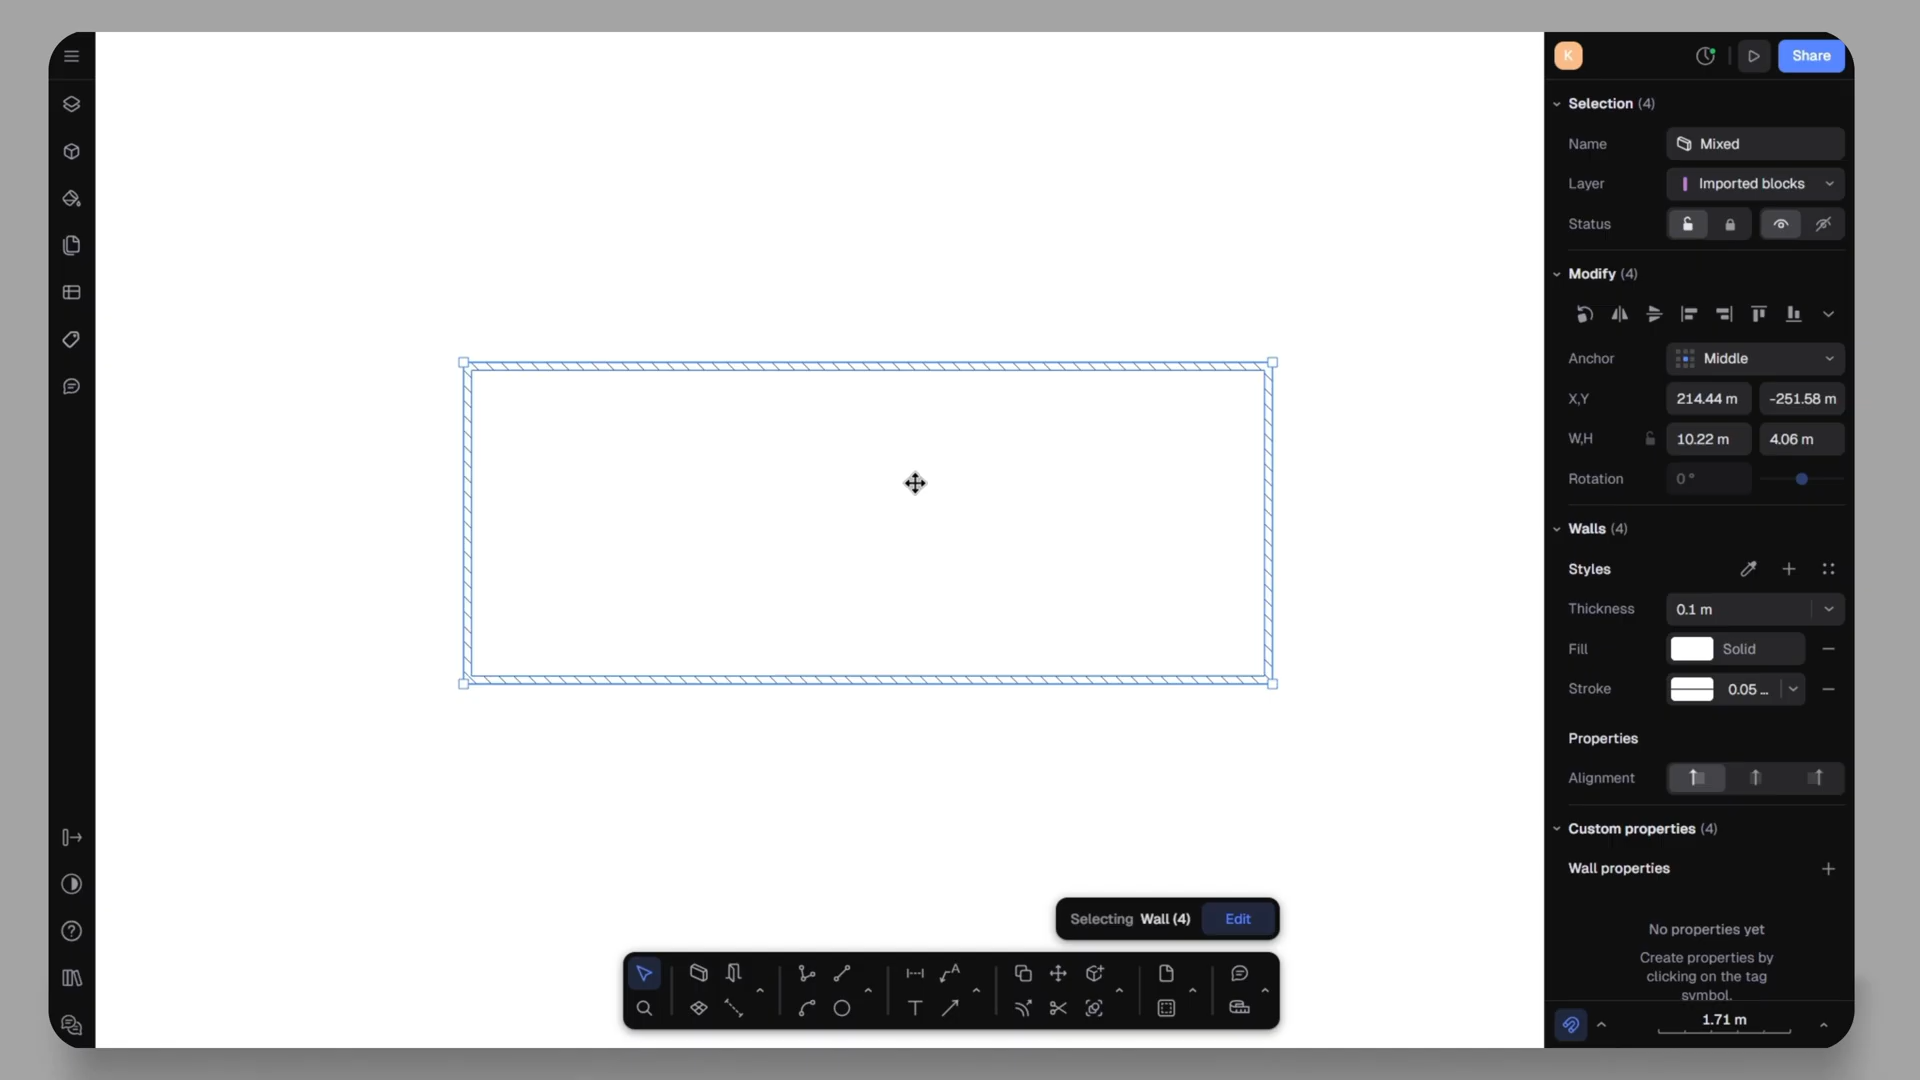 K
Share
Selection (4)
Name Mixed
Layer Imported blocks
Status
Modify (4)
Anchor Middle
X,Y 214.44 m -251.58 m
W,H 10.22 m 4.06 m
Rotation 0 °
Walls (4)
Styles
Thickness 0.1 m
Fill Solid
Stroke 0.05 ...
Properties
Alignment
Custom properties (4)
Wall properties
No properties yet
Create properties by
clicking on the tag
symbol.
Selecting Wall (4) Edit
1.71 m